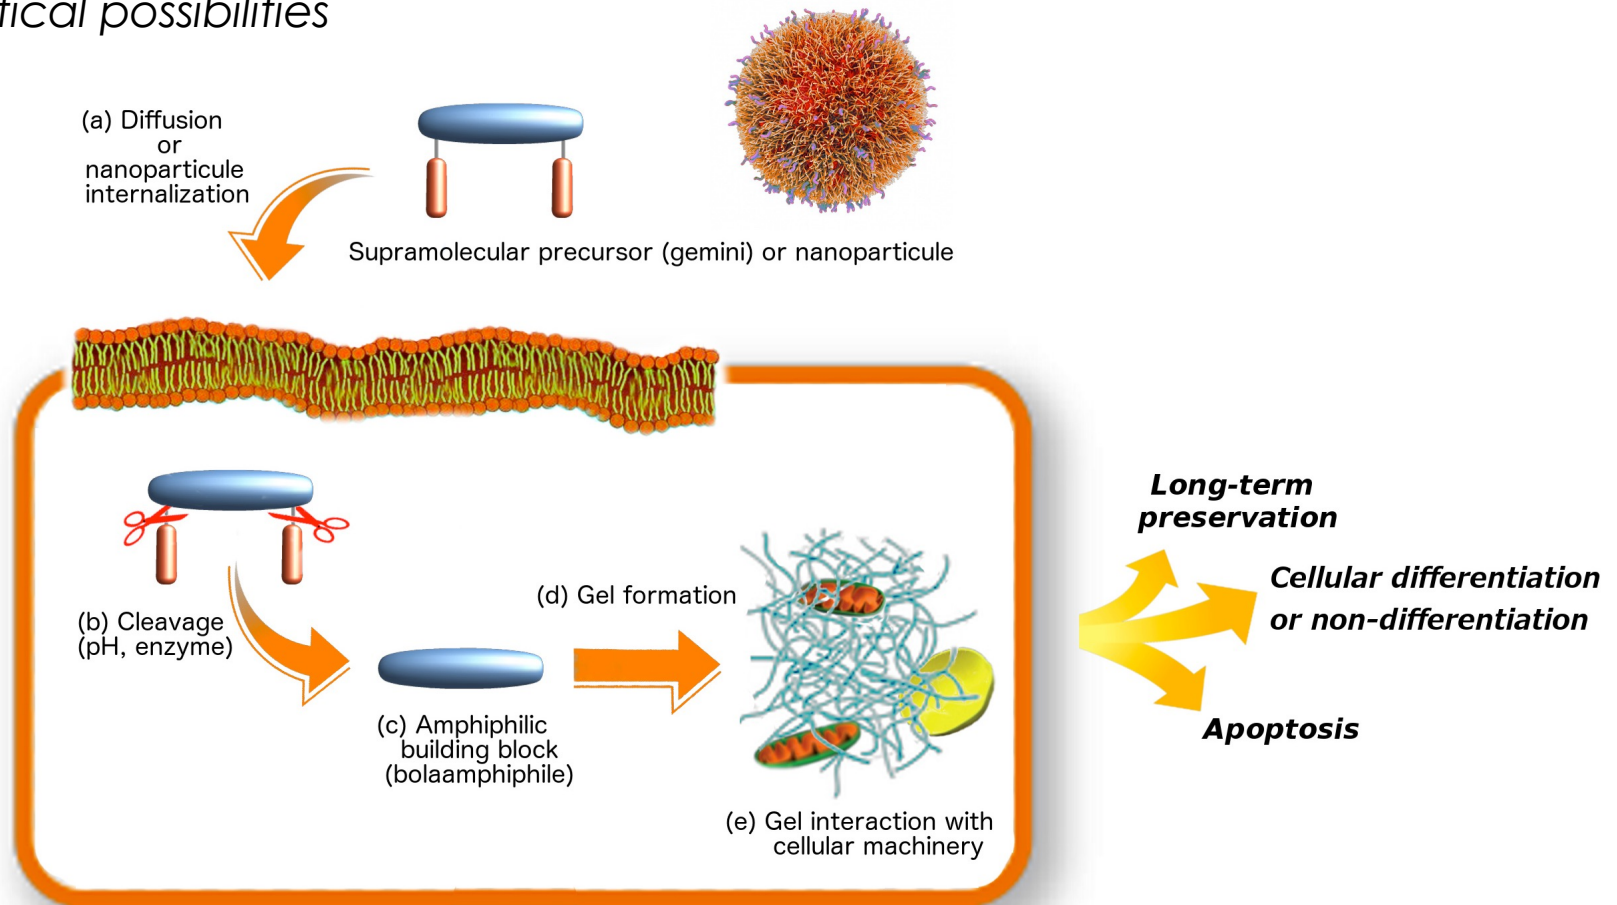 tical possibilities
(a) Diffusion
or
nanoparticule
internalization
Supramolecular precursor (gemini) or nanoparticule
(b) Cleavage
(pH, enzyme)
(c) Amphiphilic
building block
(bolaamphiphile)
(d) Gel formation
(e) Gel interaction with
cellular machinery
Long-term
preservation
Cellular differentiation
or non-differentiation
Apoptosis